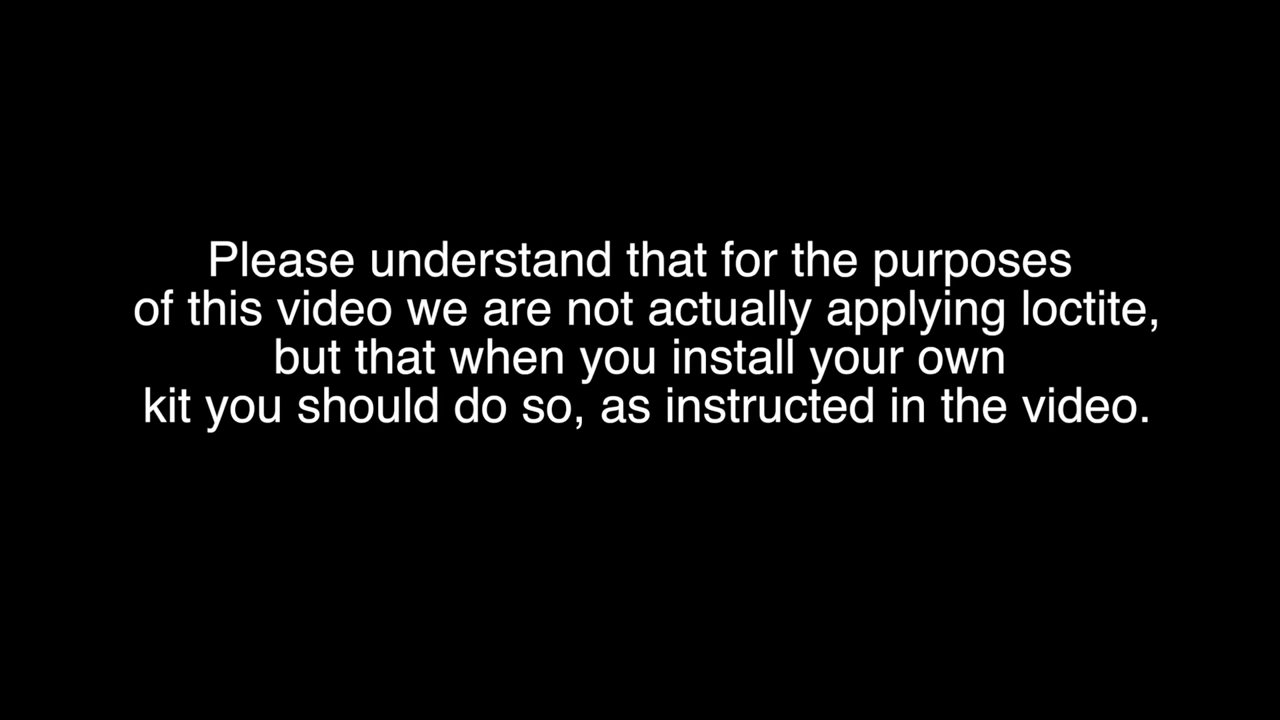 Please understand that for the purposes
of this video we are not actually applying loctite,
but that when you install your own
kit you should do so, as instructed in the video.